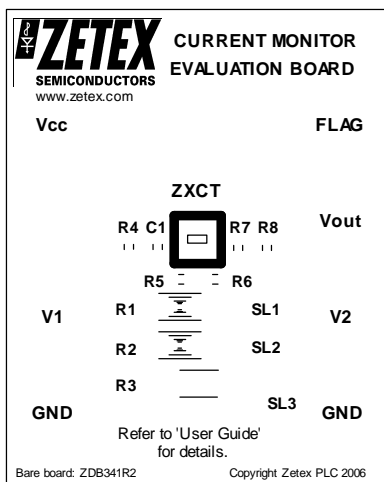 ZETEX
SEMICONDUCTORS
www.zetex.com
CURRENT MONITOR
EVALUATION BOARD
Vcc
FLAG
ZXCT
R4 C1 R7 R8
Vout
R5 R6
R1 SL1
V1 V2
R2 SL2
R3
SL3
GND GND
Refer to 'User Guide'
for details.
Bare board: ZDB341R2 Copyright Zetex PLC 2006